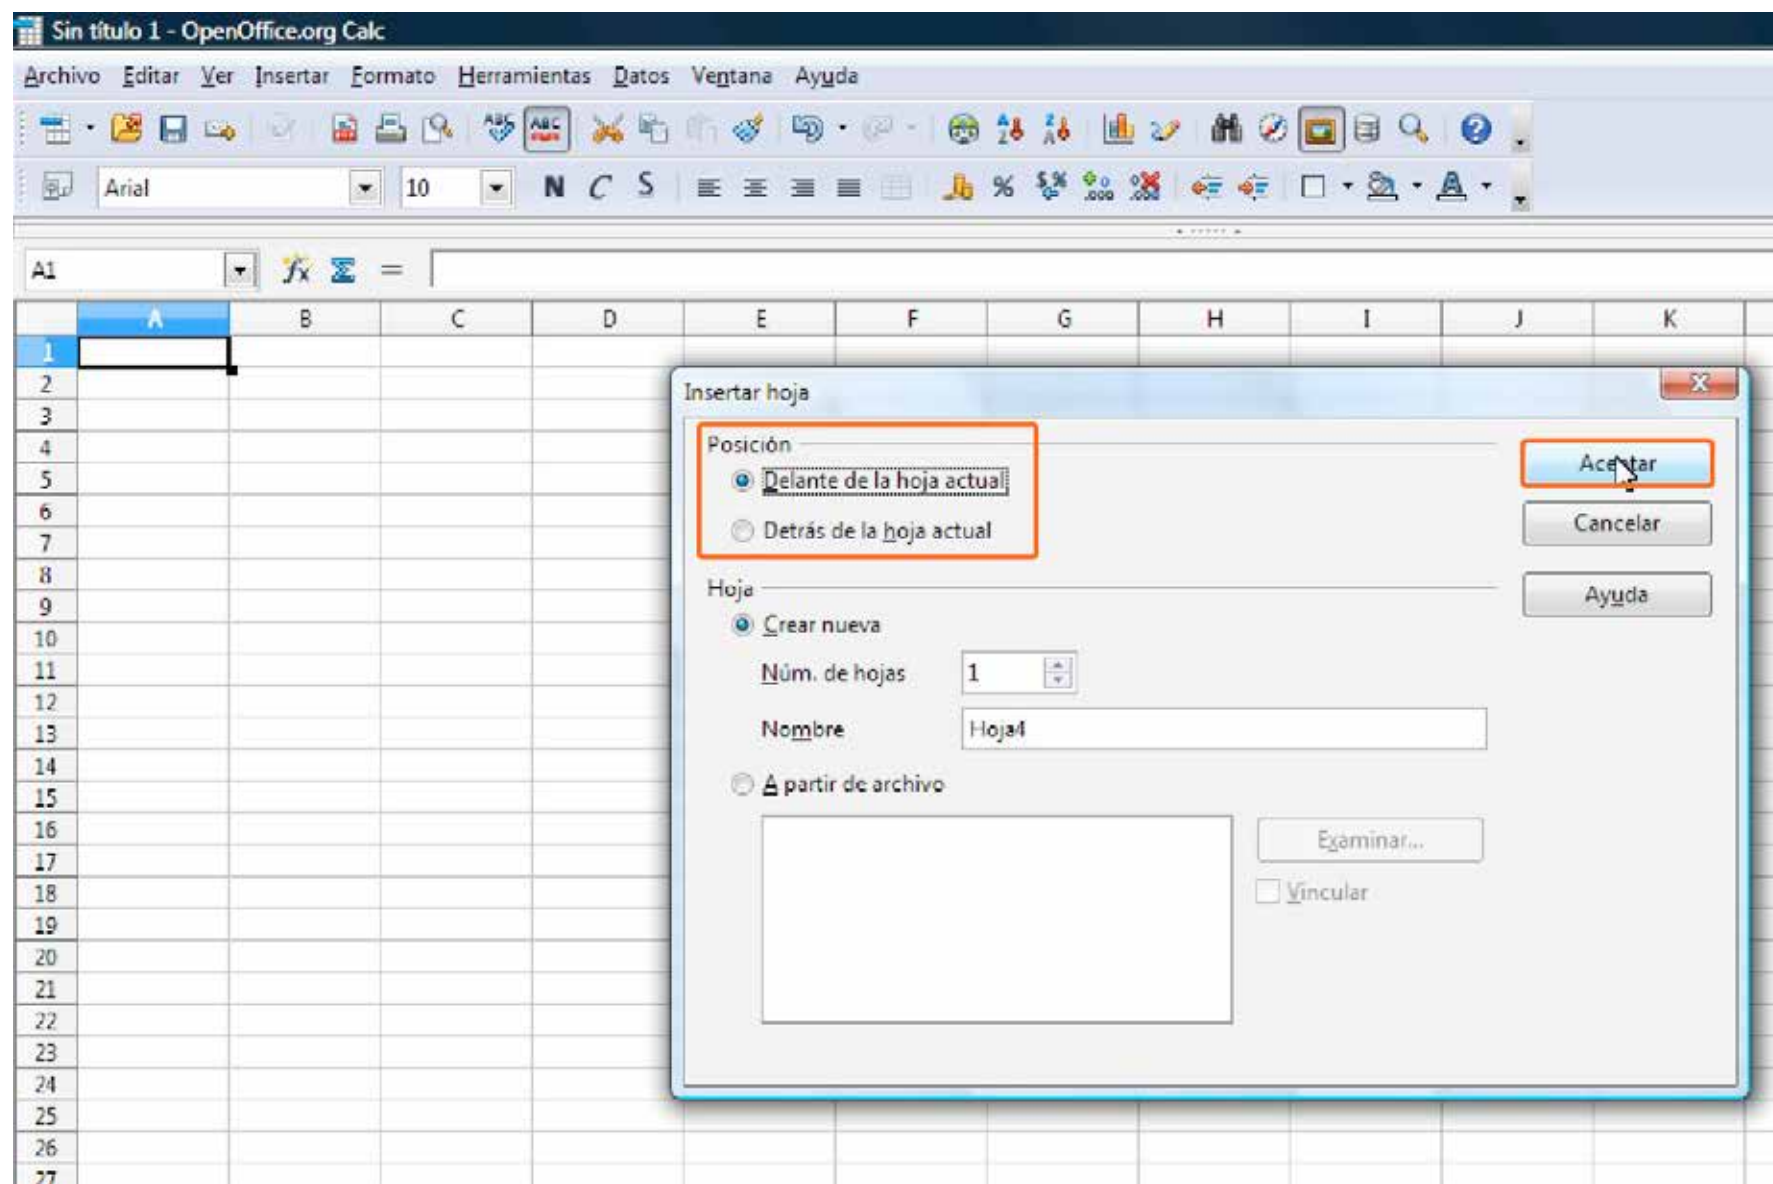 Sin título 1 - OpenOffice.org Calc
Archivo Editar Ver Insertar Formato Herramientas Datos Ventana Ayuda
Arial 10 N C S
A1 =
A B C D E F G H I J K
1
2
Insertar hoja
3
Posición
4
Aceptar
5
Delante de la hoja actual
6
Cancelar
7
Detrás de la hoja actual
8
Hoja
9
Ayuda
10
Crear nueva
11
Núm. de hojas 1
12
13
Nombre Hoja4
14
15
A partir de archivo
16
Examinar...
17
18
Vincular
19
20
21
22
23
24
25
26
27